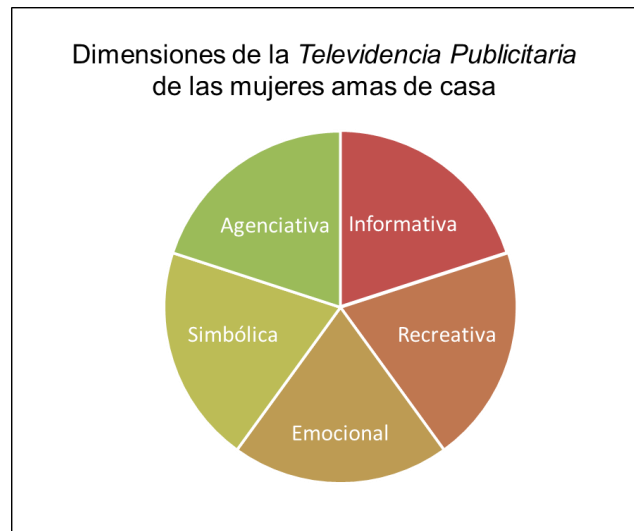 Dimensiones de la Televidencia Publicitaria
de las mujeres amas de casa
Agenciativa
Informativa
Simbólica
Recreativa
Emocional